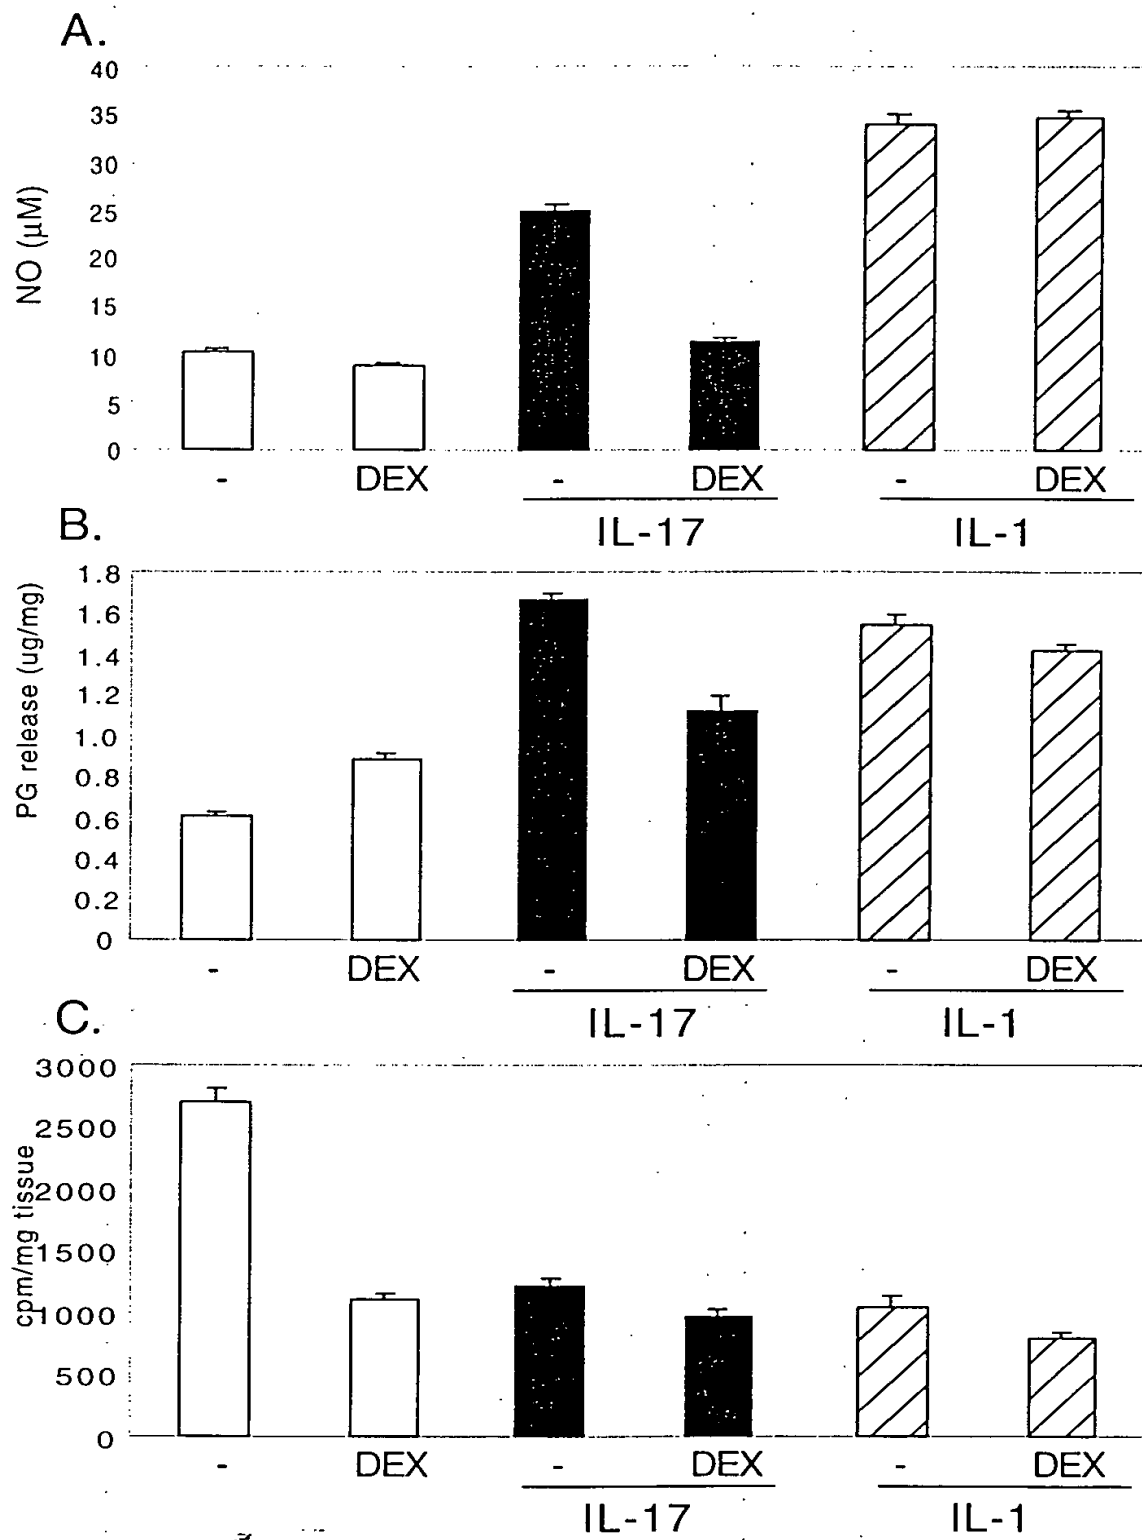 A.
NO (µM)
40
35
30
25
20
15
10
5
0
- DEX - DEX - DEX
IL-17 IL-1
B.
PG release (ug/mg)
1.8
1.6
1.4
1.2
1.0
0.8
0.6
0.4
0.2
0
- DEX - DEX - DEX
IL-17 IL-1
C.
cpm/mg tissue
3000
2500
2000
1500
1000
500
0
- DEX - DEX - DEX
IL-17 IL-1